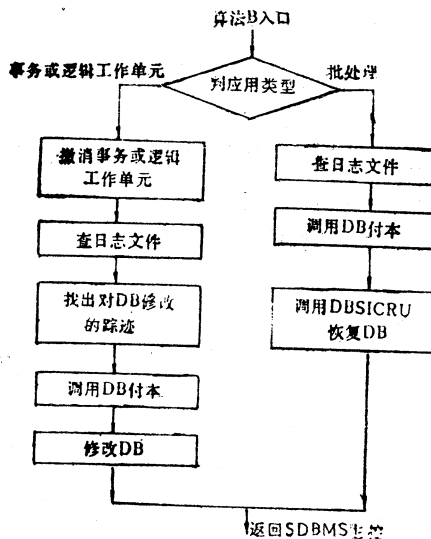 算法B入口
事务或逻辑工作单元
批处理
判应用类型
撤消事务或逻辑
工作单元
查日志文件
找出对DB修改
的踪迹
调用DB付本
修改DB
查日志文件
调用DB付本
调用DBSICRU
恢复DB
返回SDBMS主控